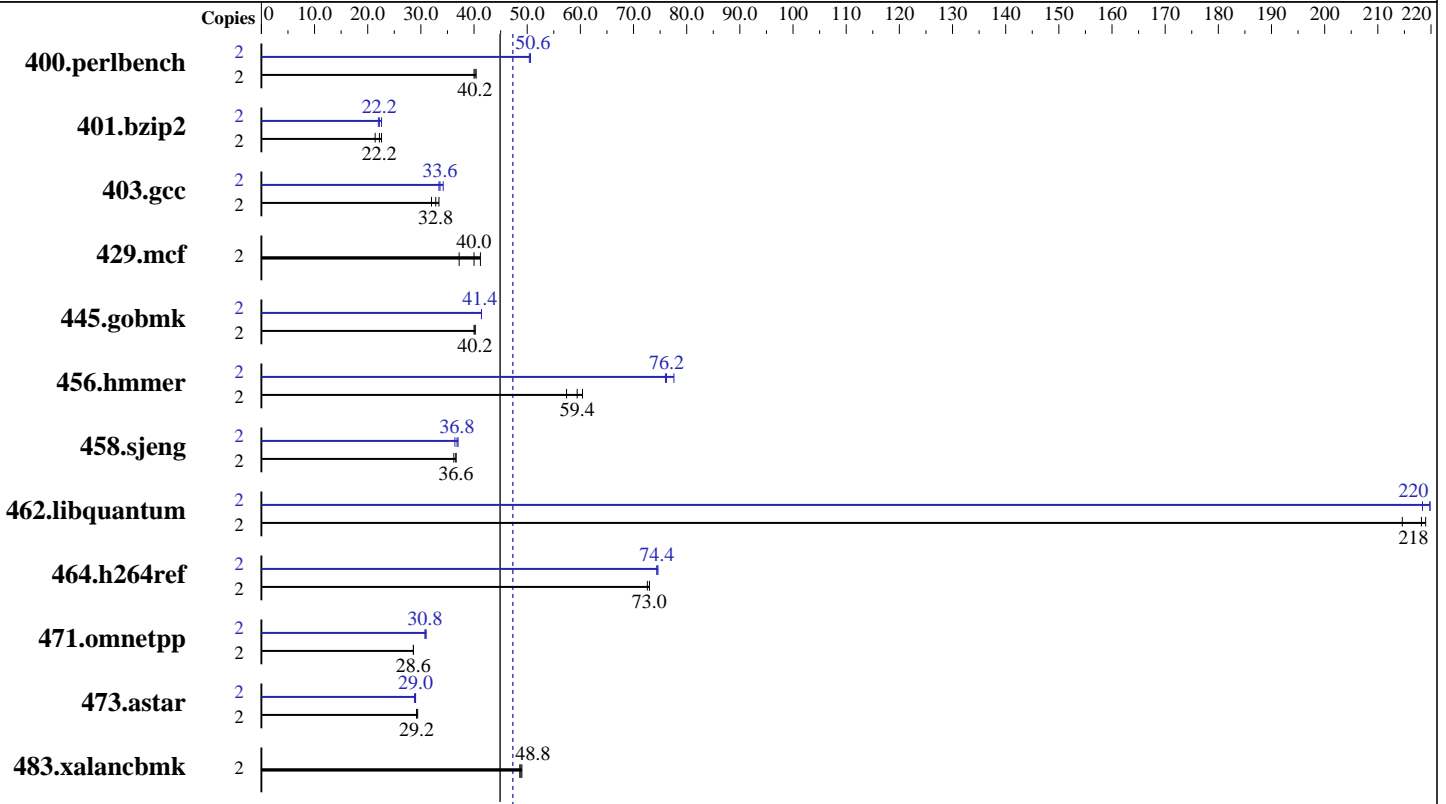 Copies 0 10.0 20.0 30.0 40.0 50.0 60.0 70.0 80.0 90.0 100 110 120 130 140 150 160 170 180 190 200 210 220
400.perlbench 2 50.6
2 40.2
401.bzip2 2 22.2
2 22.2
403.gcc 2 33.6
2 32.8
429.mcf 2 40.0
445.gobmk 2 41.4
2 40.2
456.hmmer 2 76.2
2 59.4
458.sjeng 2 36.8
2 36.6
462.libquantum 2 220
2 218
464.h264ref 2 74.4
2 73.0
471.omnetpp 2 30.8
2 28.6
473.astar 2 29.0
2 29.2
483.xalancbmk 2 48.8